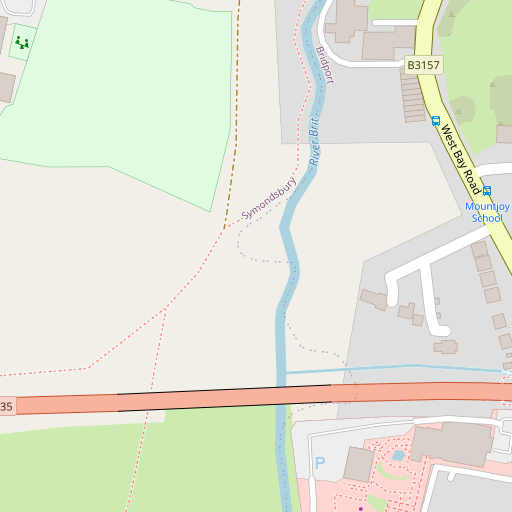 Bridport
B3157
River Brit
West Bay Road
Symondsbury
Mountjoy
School
35
P